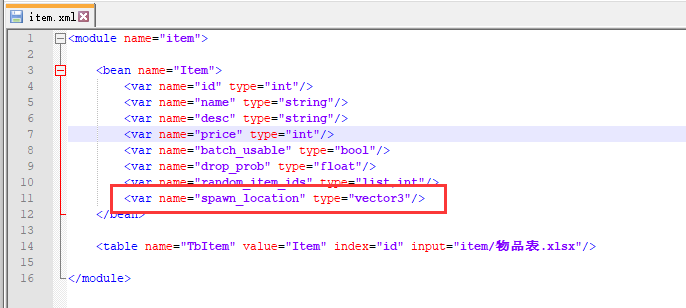 item.xml
1 <module name="item">
2
3 <bean name="Item">
4 <var name="id" type="int"/>
5 <var name="name" type="string"/>
6 <var name="desc" type="string"/>
7 <var name="price" type="int"/>
8 <var name="batch_usable" type="bool"/>
9 <var name="drop_prob" type="float"/>
10 <var name="random_item_ids" type="list,int"/>
11 <var name="spawn_location" type="vector3"/>
12 </bean>
13
14 <table name="TbItem" value="Item" index="id" input="item/物品表.xlsx"/>
15
16 </module>